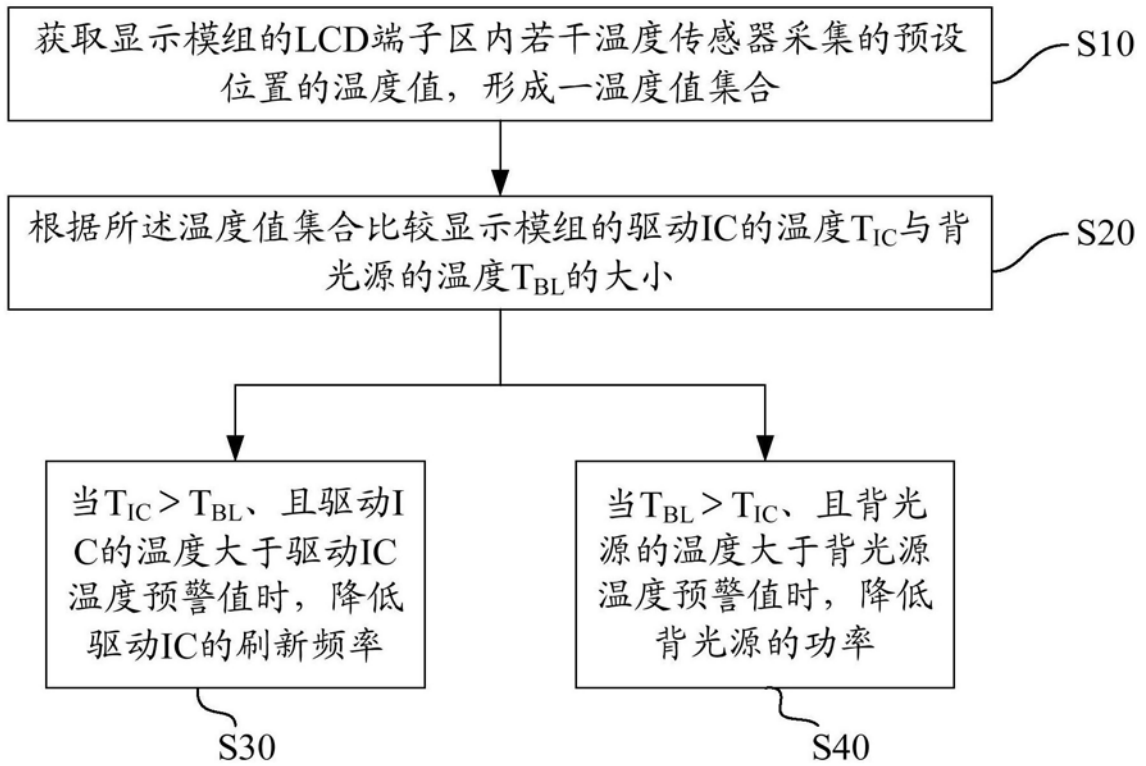 获取显示模组的LCD端子区内若干温度传感器采集的预设
位置的温度值，形成一温度值集合
S10
根据所述温度值集合比较显示模组的驱动IC的温度T_IC与背
光源的温度T_BL的大小
S20
当T_IC＞T_BL、且驱动I
C的温度大于驱动IC
温度预警值时，降低
驱动IC的刷新频率
S30
当T_BL＞T_IC、且背光
源的温度大于背光源
温度预警值时，降低
背光源的功率
S40